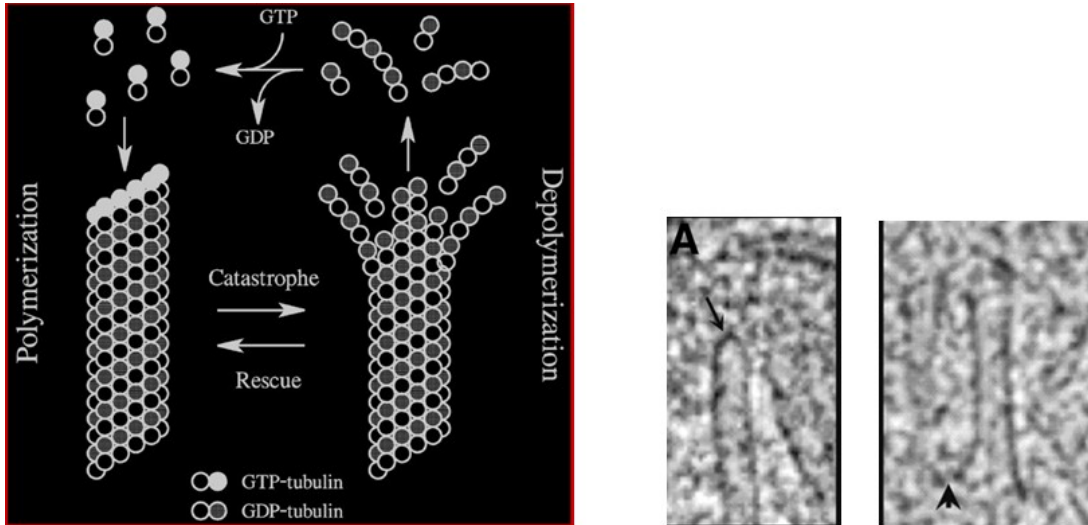 GTP
GDP
Polymerization
Depolymerization
Catastrophe
Rescue
GTP-tubulin
GDP-tubulin
A